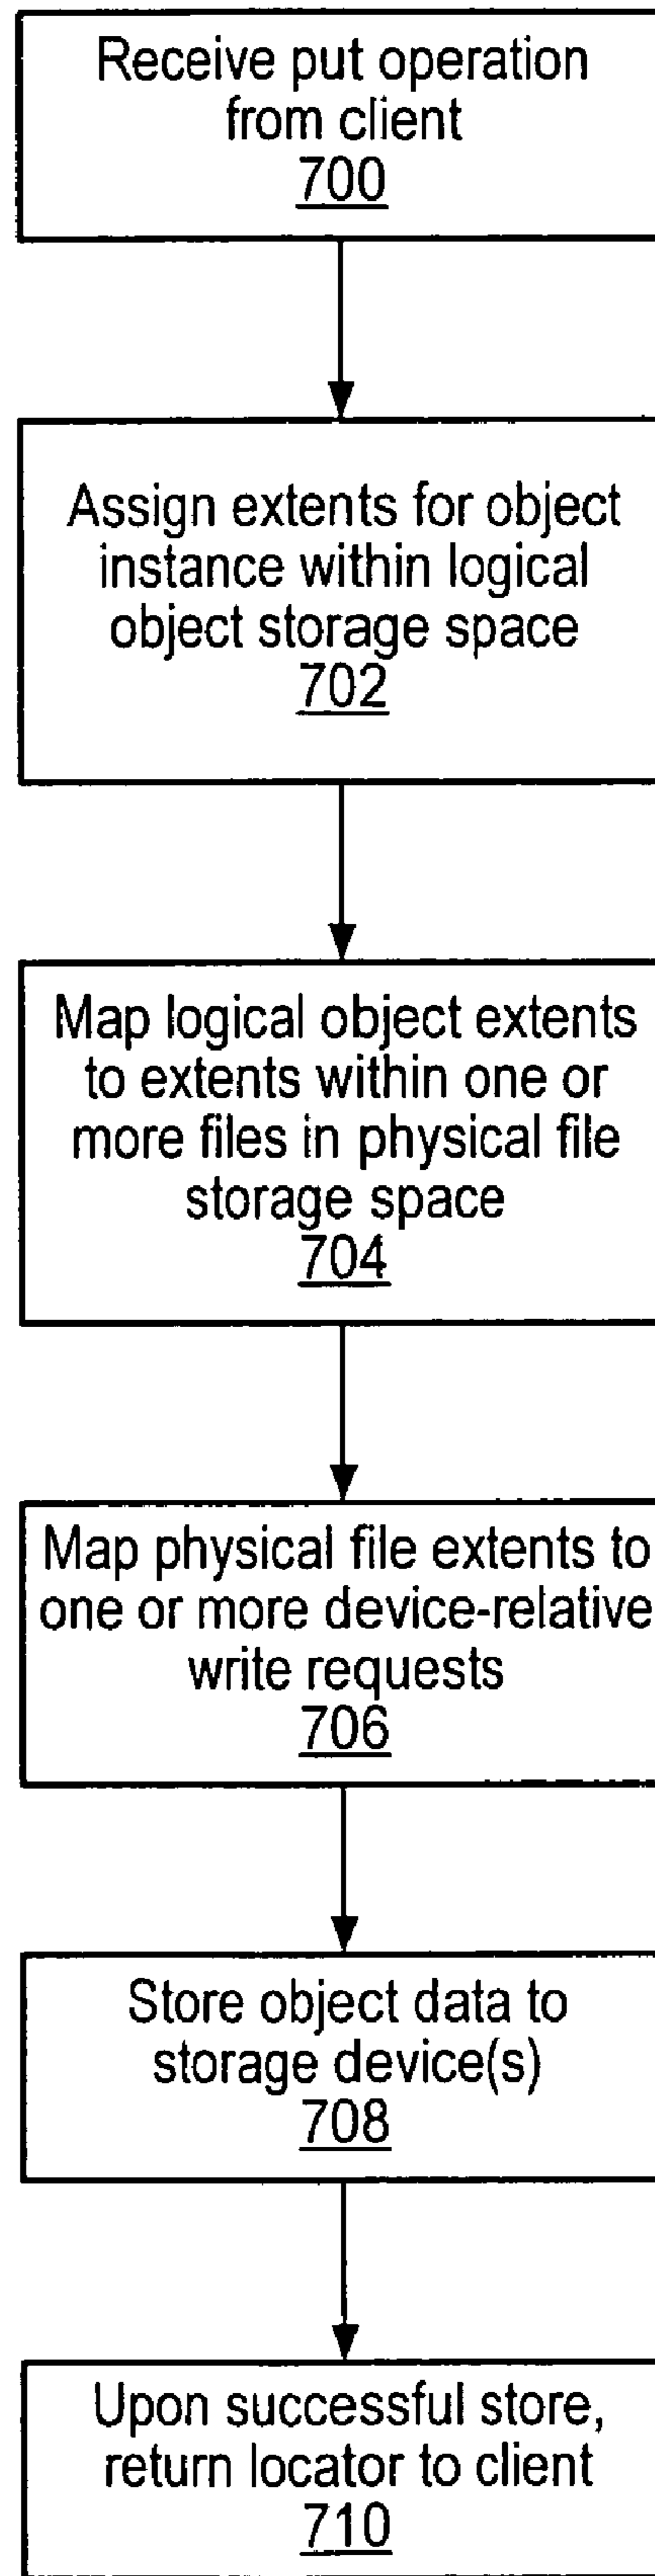 Receive put operation
from client
700
Assign extents for object
instance within logical
object storage space
702
Map logical object extents
to extents within one or
more files in physical file
storage space
704
Map physical file extents to
one or more device-relative
write requests
706
Store object data to
storage device(s)
708
Upon successful store,
return locator to client
710